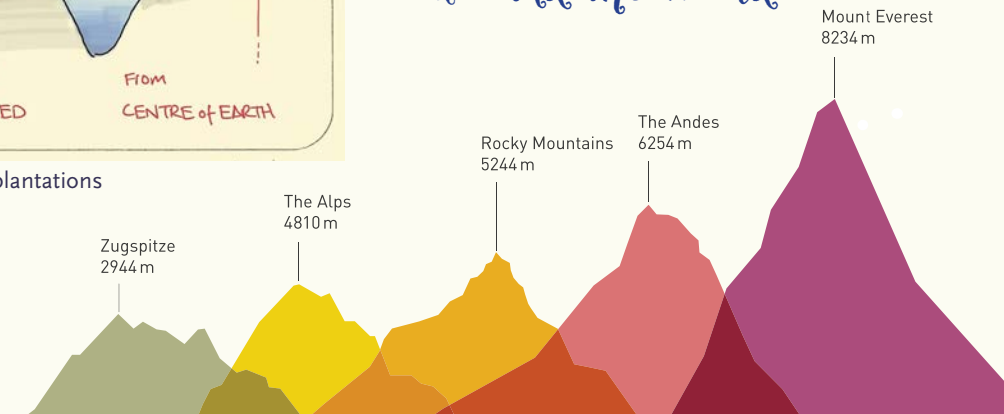 From
ED
CENTRE of EARTH
plantations
Zugspitze
2944 m
The Alps
4810 m
Rocky Mountains
5244 m
The Andes
6254 m
Mount Everest
8234 m